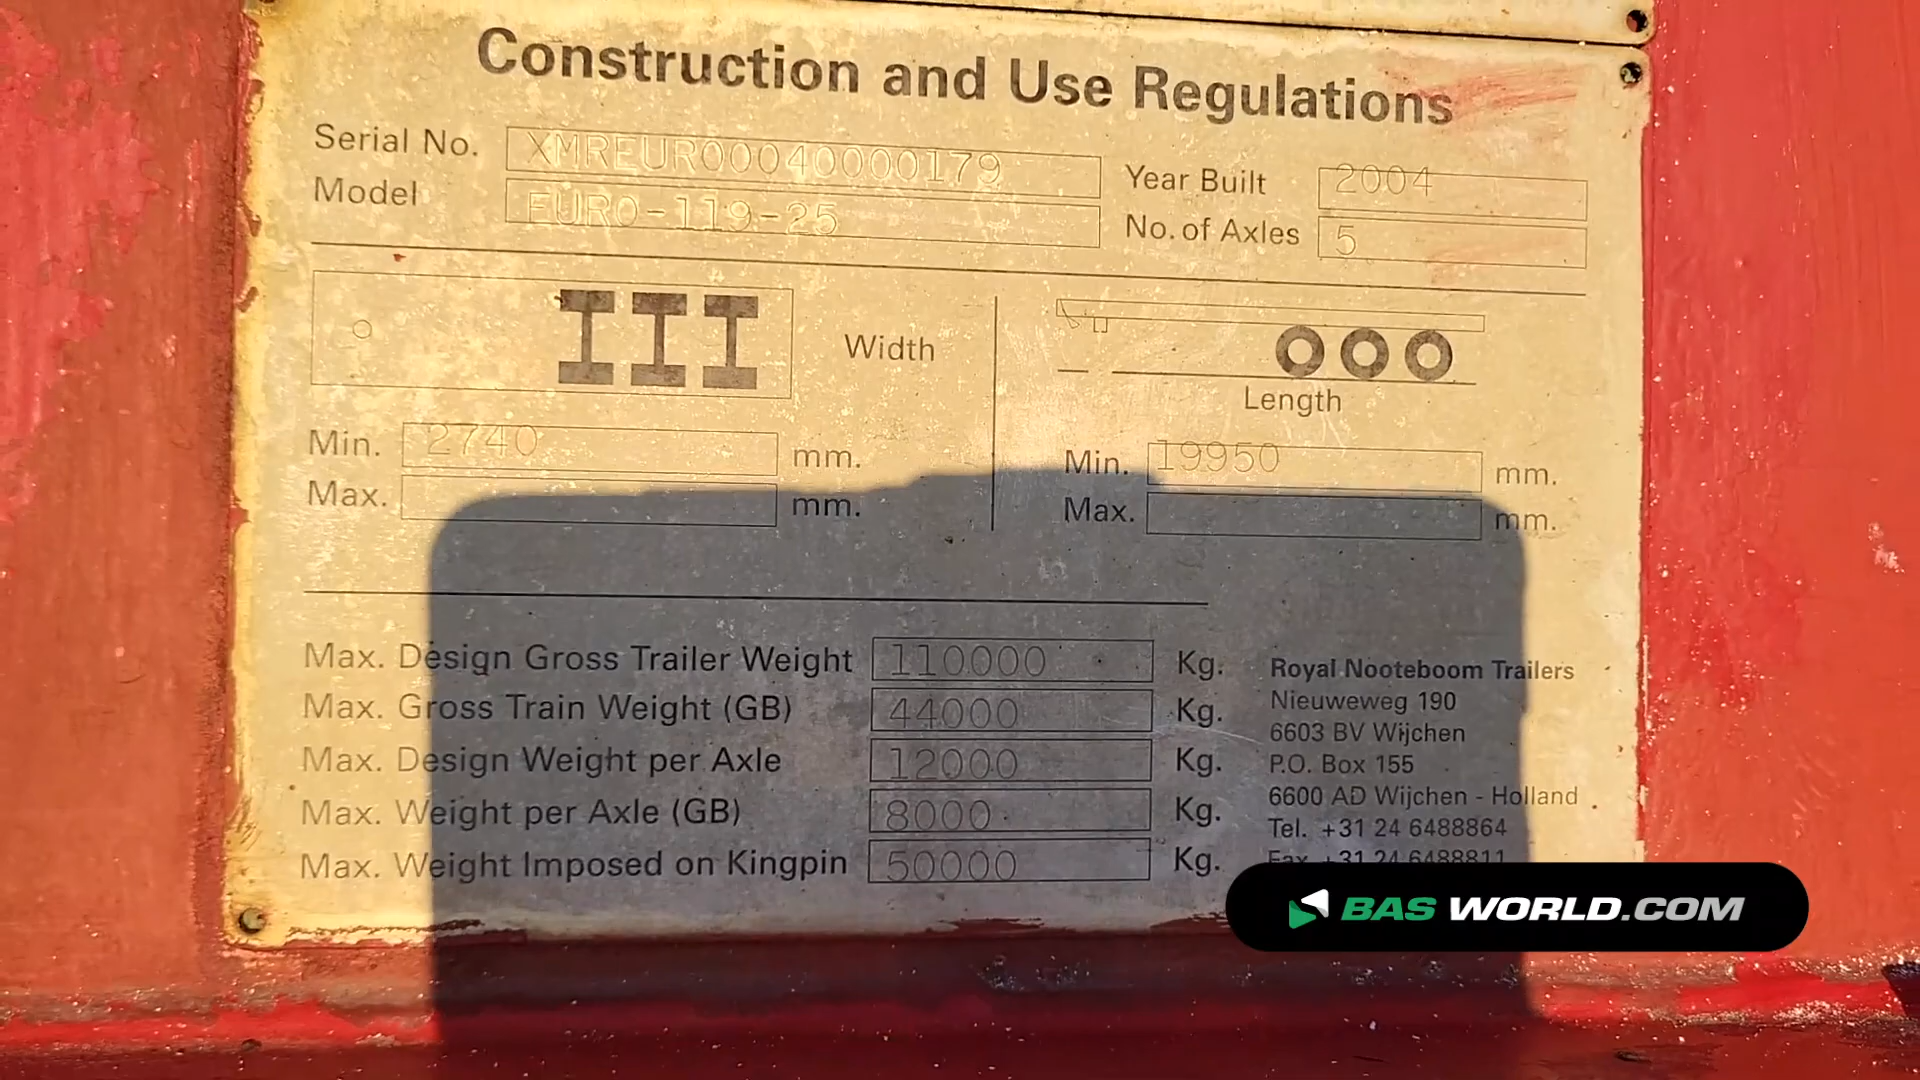 Construction and Use Regulations
Serial No. XMREUR00040000179
Model EURO-119-25
Year Built 2004
No. of Axles 5
Width
Min. 2740 mm.
Max. mm.
Length
Min. 19950 mm.
Max. mm.
Max. Design Gross Trailer Weight 110000 Kg.
Max. Gross Train Weight (GB) 44000 Kg.
Max. Design Weight per Axle 12000 Kg.
Max. Weight per Axle (GB) 8000 Kg.
Max. Weight Imposed on Kingpin 50000 Kg.
Royal Nooteboom Trailers
Nieuweweg 190
6603 BV Wijchen
P.O. Box 155
6600 AD Wijchen - Holland
Tel. +31 24 6488864
Fax +31 24 6488811
BAS WORLD.COM